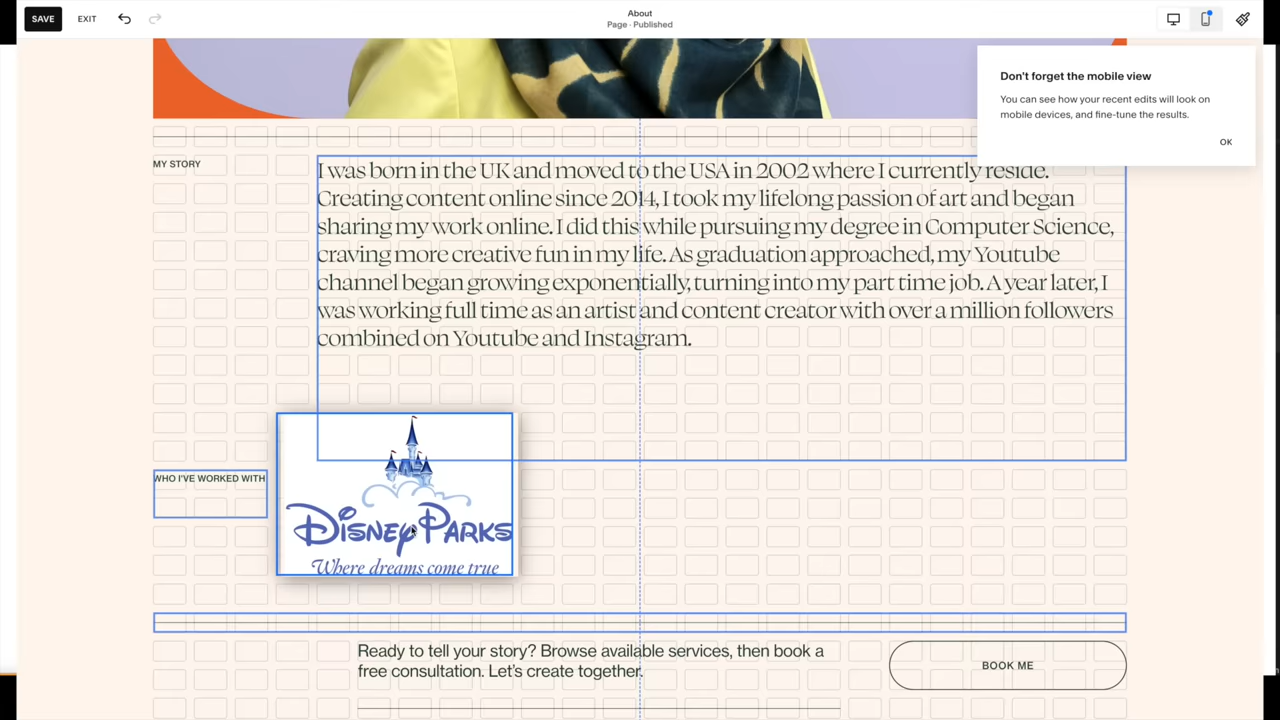 SAVE
EXIT
About
Page · Published
Don't forget the mobile view
You can see how your recent edits will look on
mobile devices, and fine-tune the results.
OK
MY STORY
I was born in the UK and moved to the USA in 2002 where I currently reside.
Creating content online since 2014, I took my lifelong passion of art and began
sharing my work online. I did this while pursuing my degree in Computer Science,
craving more creative fun in my life. As graduation approached, my Youtube
channel began growing exponentially, turning into my part time job. A year later, I
was working full time as an artist and content creator with over a million followers
combined on Youtube and Instagram.
WHO I'VE WORKED WITH
Disney Parks
Where dreams come true
Ready to tell your story? Browse available services, then book a
free consultation. Let's create together.
BOOK ME